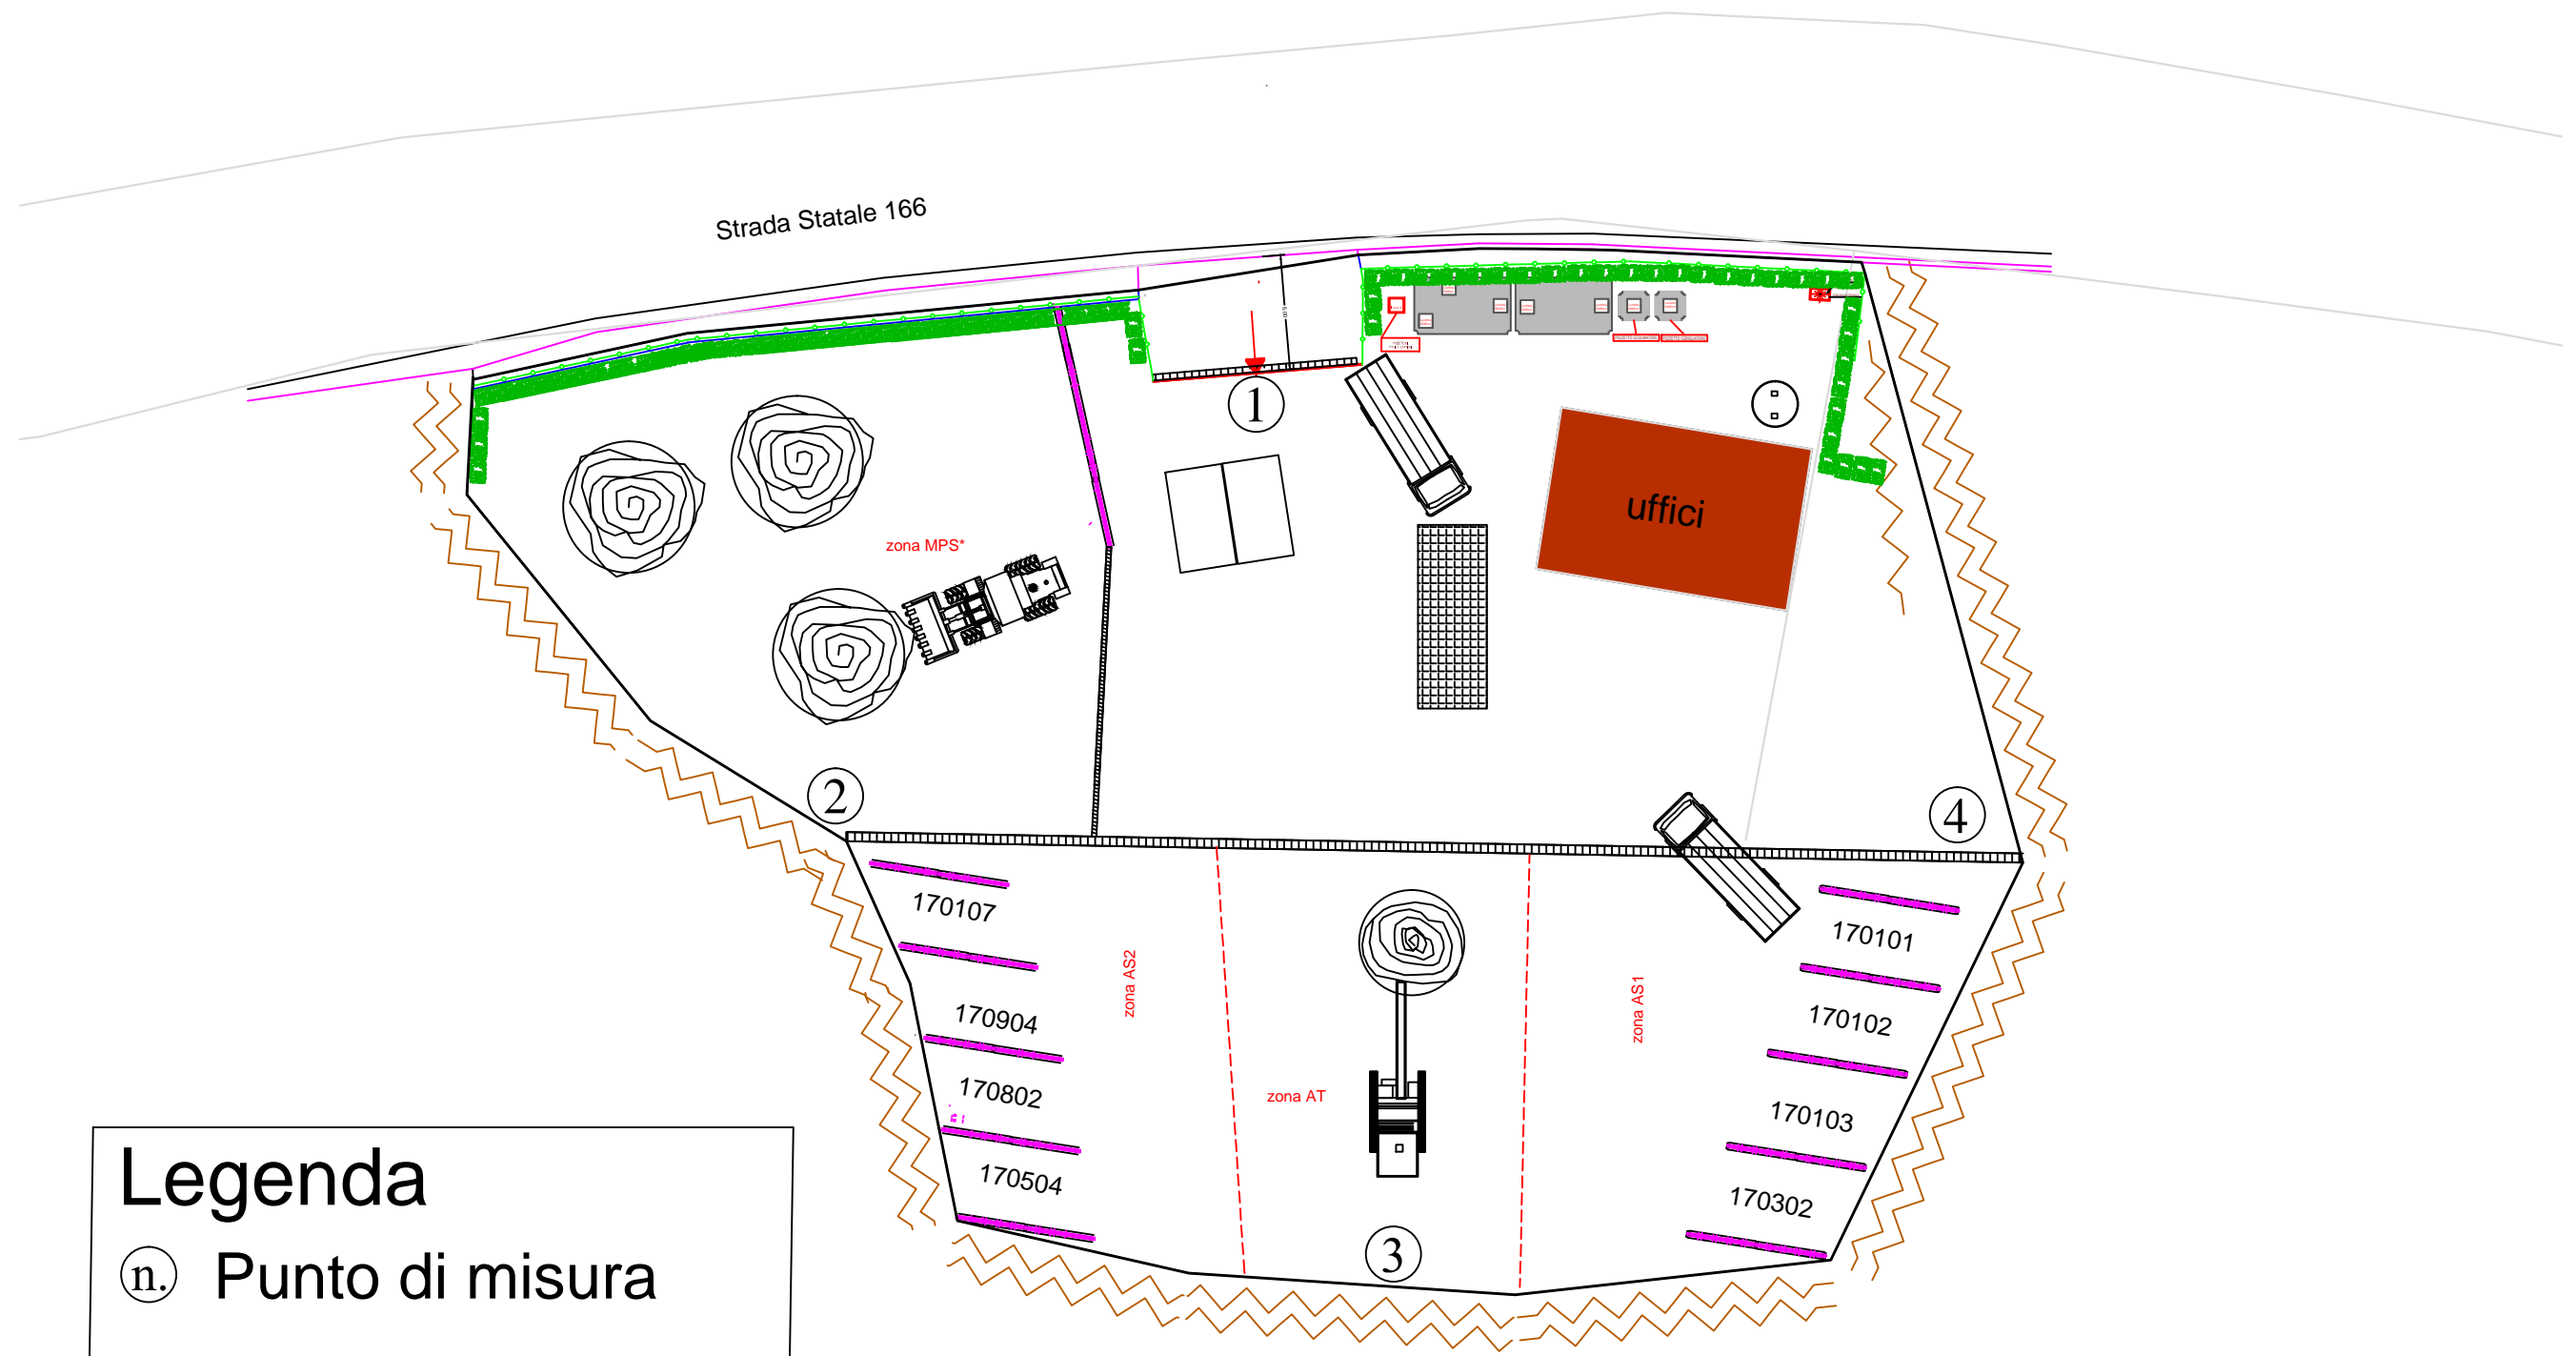 Strada Statale 166
1
uffici
zona MPS*
2
4
170107
170101
zona AS2
zona AS1
170904
170102
170802
zona AT
170103
170504
170302
3
Legenda
n. Punto di misura